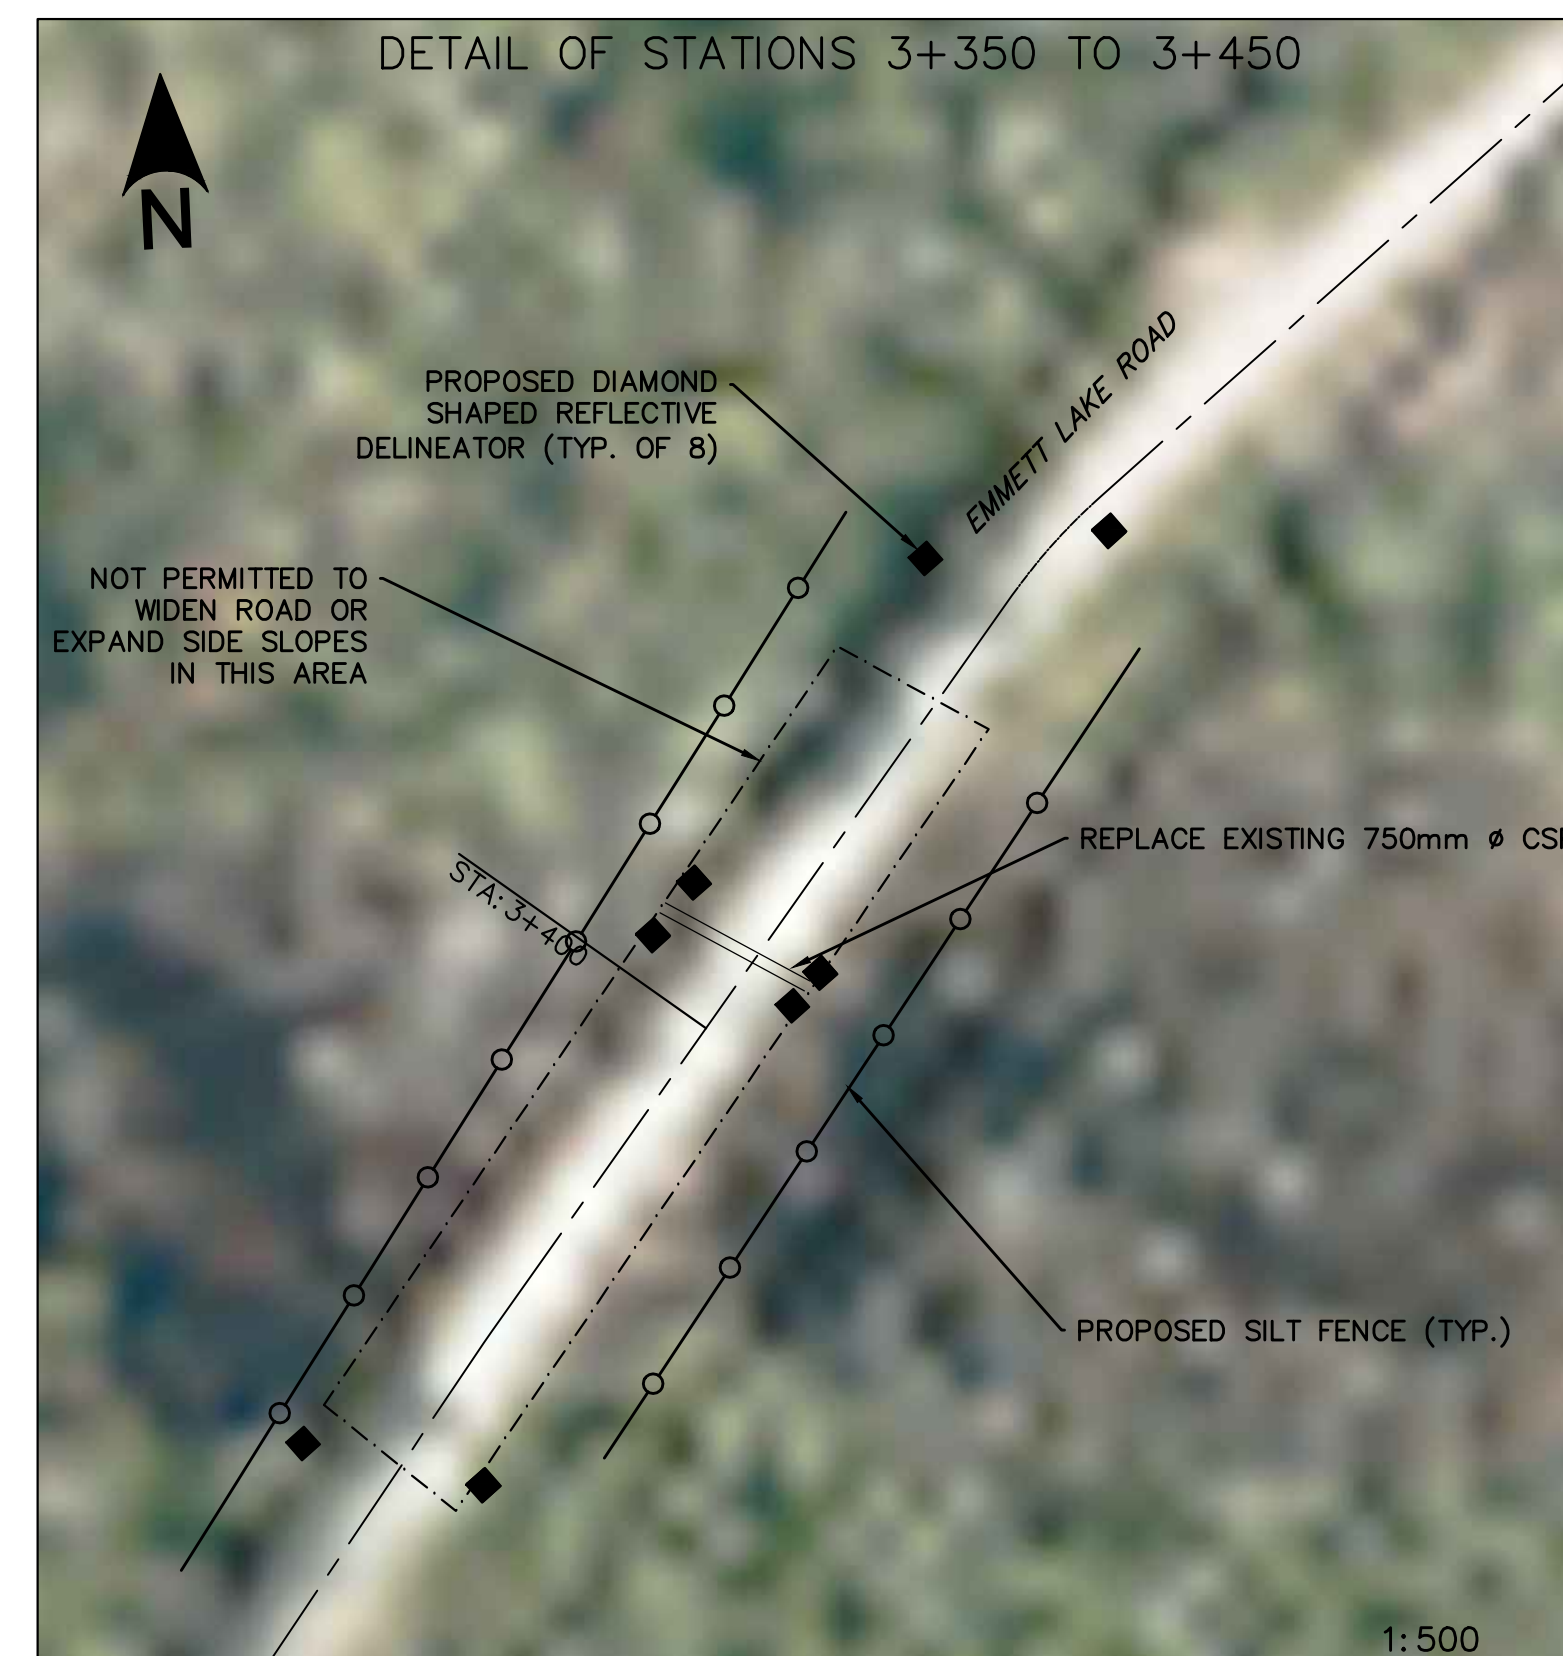 DETAIL OF STATIONS 3+350 TO 3+450
N
EMMETT LAKE ROAD
PROPOSED DIAMOND
SHAPED REFLECTIVE
DELINEATOR (TYP. OF 8)
NOT PERMITTED TO
WIDEN ROAD OR
EXPAND SIDE SLOPES
IN THIS AREA
REPLACE EXISTING 750mm ø
STA: 3+400
PROPOSED SILT FENCE (TYP.)
1:500